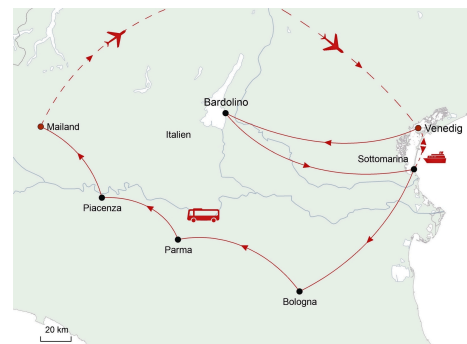 Bardolino
Mailand
Italien
Venedig
Sottomarina
Piacenza
Parma
Bologna
20 km